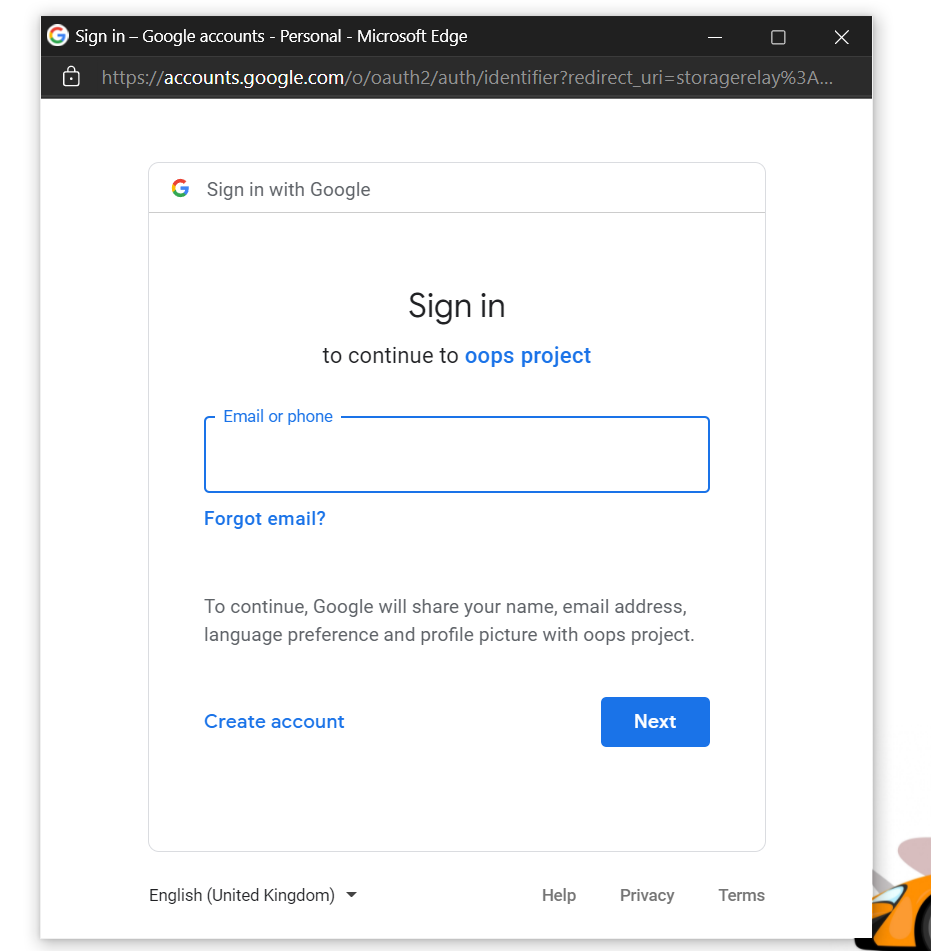 Sign in – Google accounts - Personal - Microsoft Edge
https://accounts.google.com/o/oauth2/auth/identifier?redirect_uri=storagerelay%3A...
Sign in with Google
Sign in
to continue to oops project
Email or phone
Forgot email?
To continue, Google will share your name, email address,
language preference and profile picture with oops project.
Create account Next
English (United Kingdom) Help Privacy Terms